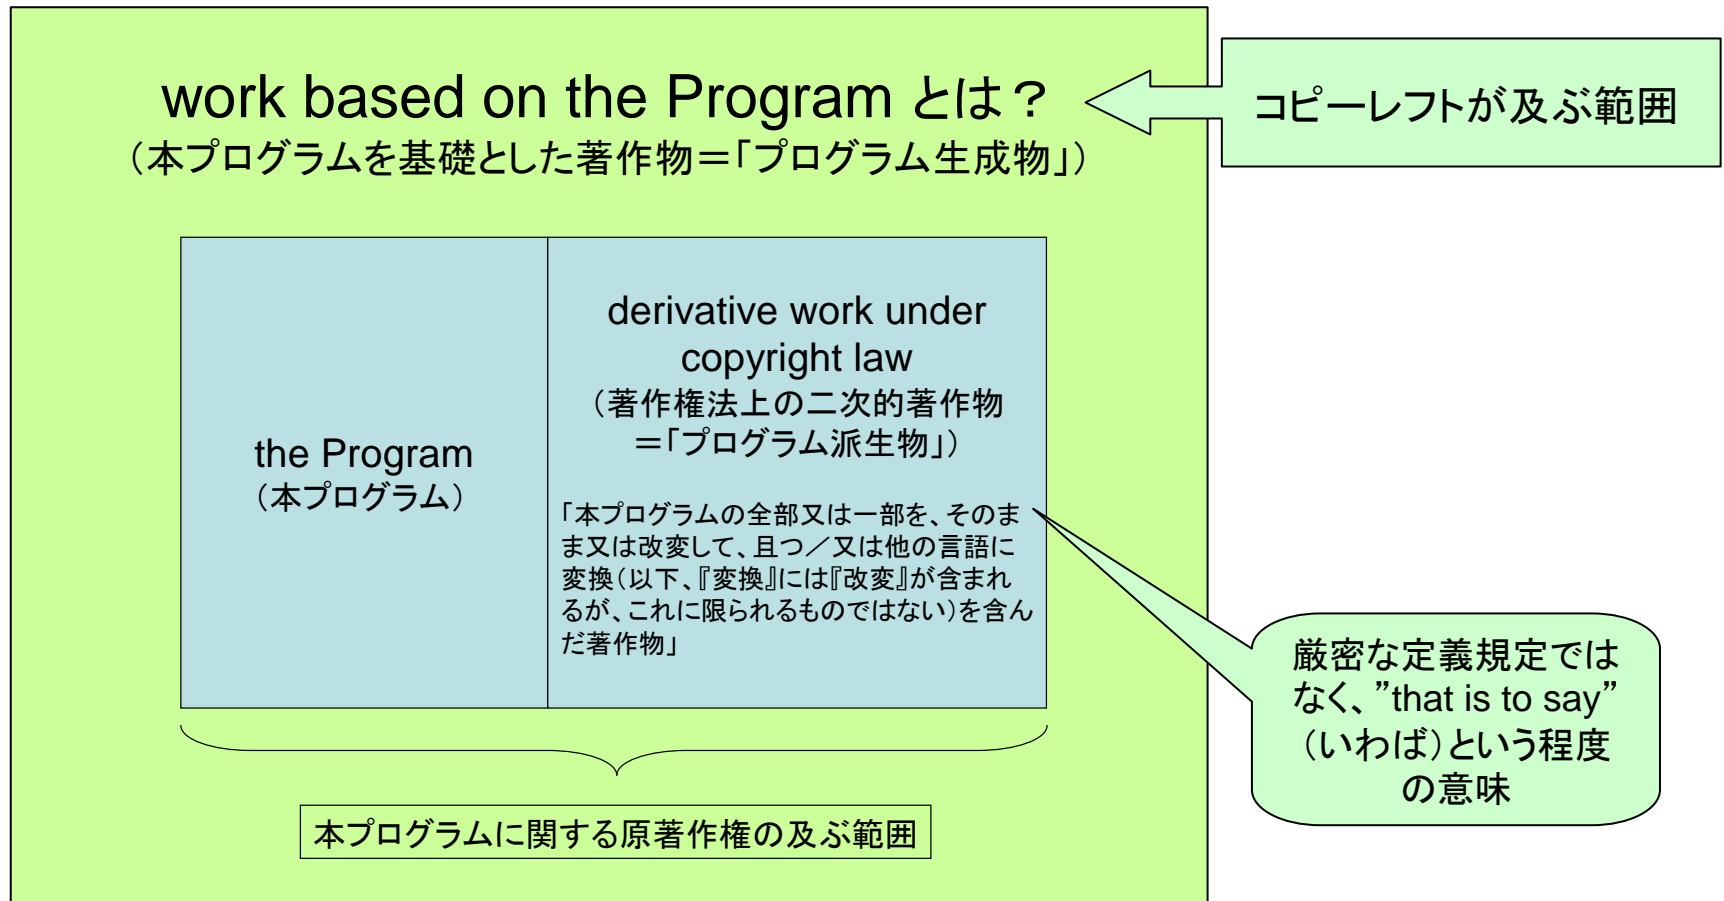 work based on the Program とは？
（本プログラムを基礎とした著作物＝「プログラム生成物」）
コピーレフトが及ぶ範囲
the Program
（本プログラム）
derivative work under
copyright law
（著作権法上の二次的著作物
＝「プログラム派生物」）
「本プログラムの全部又は一部を、そのま
ま又は改変して、且つ／又は他の言語に
変換（以下、『変換』には『改変』が含まれ
るが、これに限られるものではない）を含ん
だ著作物」
厳密な定義規定では
なく、”that is to say”
（いわば）という程度
の意味
本プログラムに関する原著作権の及ぶ範囲